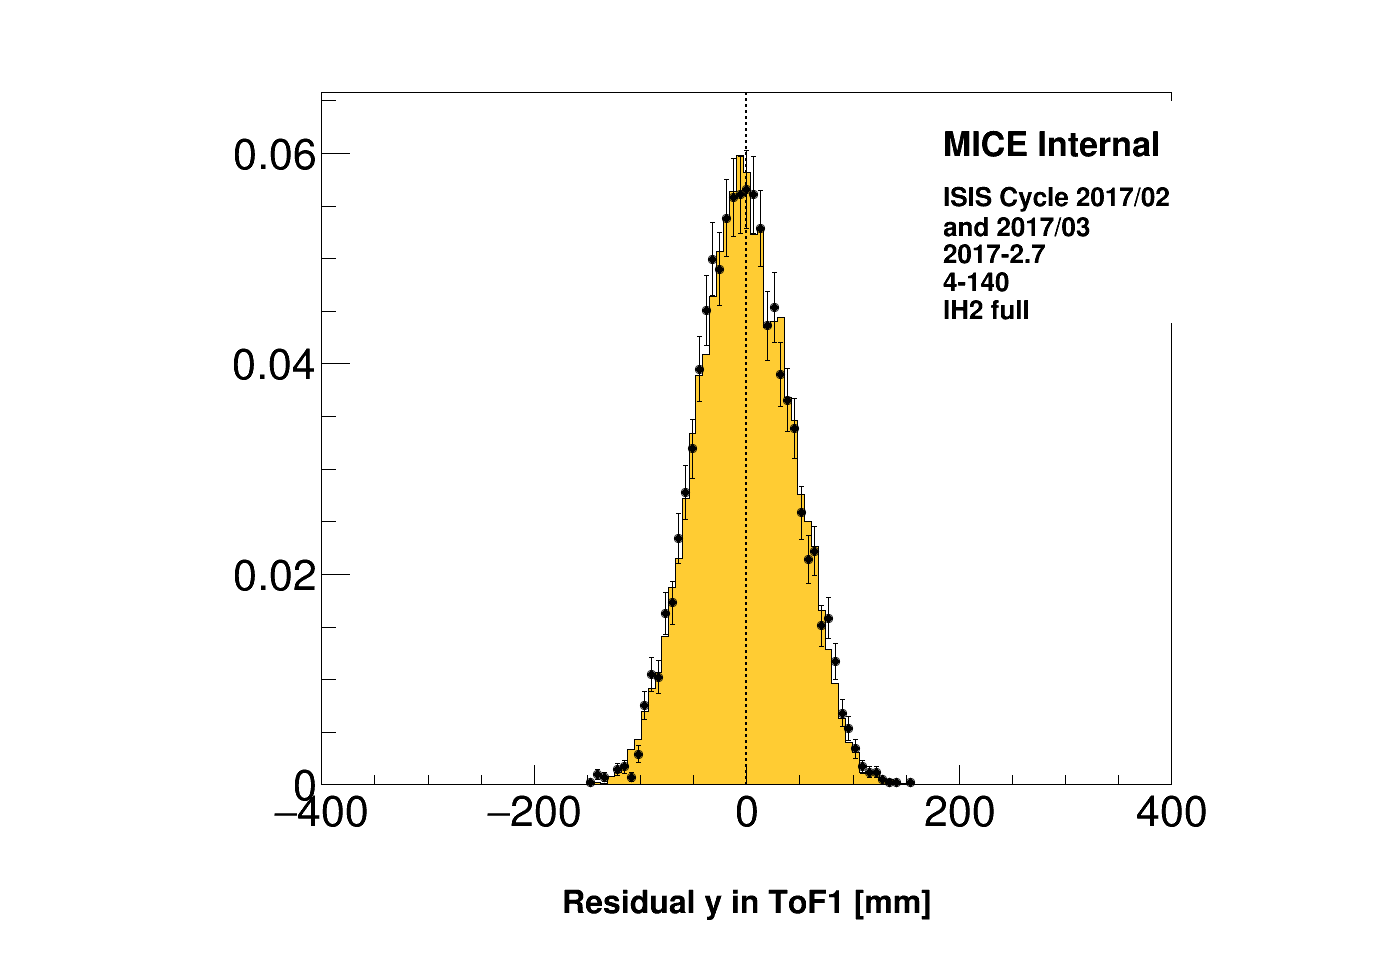 MICE Internal
ISIS Cycle 2017/02
and 2017/03
2017-2.7
4-140
IH2 full
0.06
0.04
0.02
0
−400 −200 0 200 400
Residual y in ToF1 [mm]